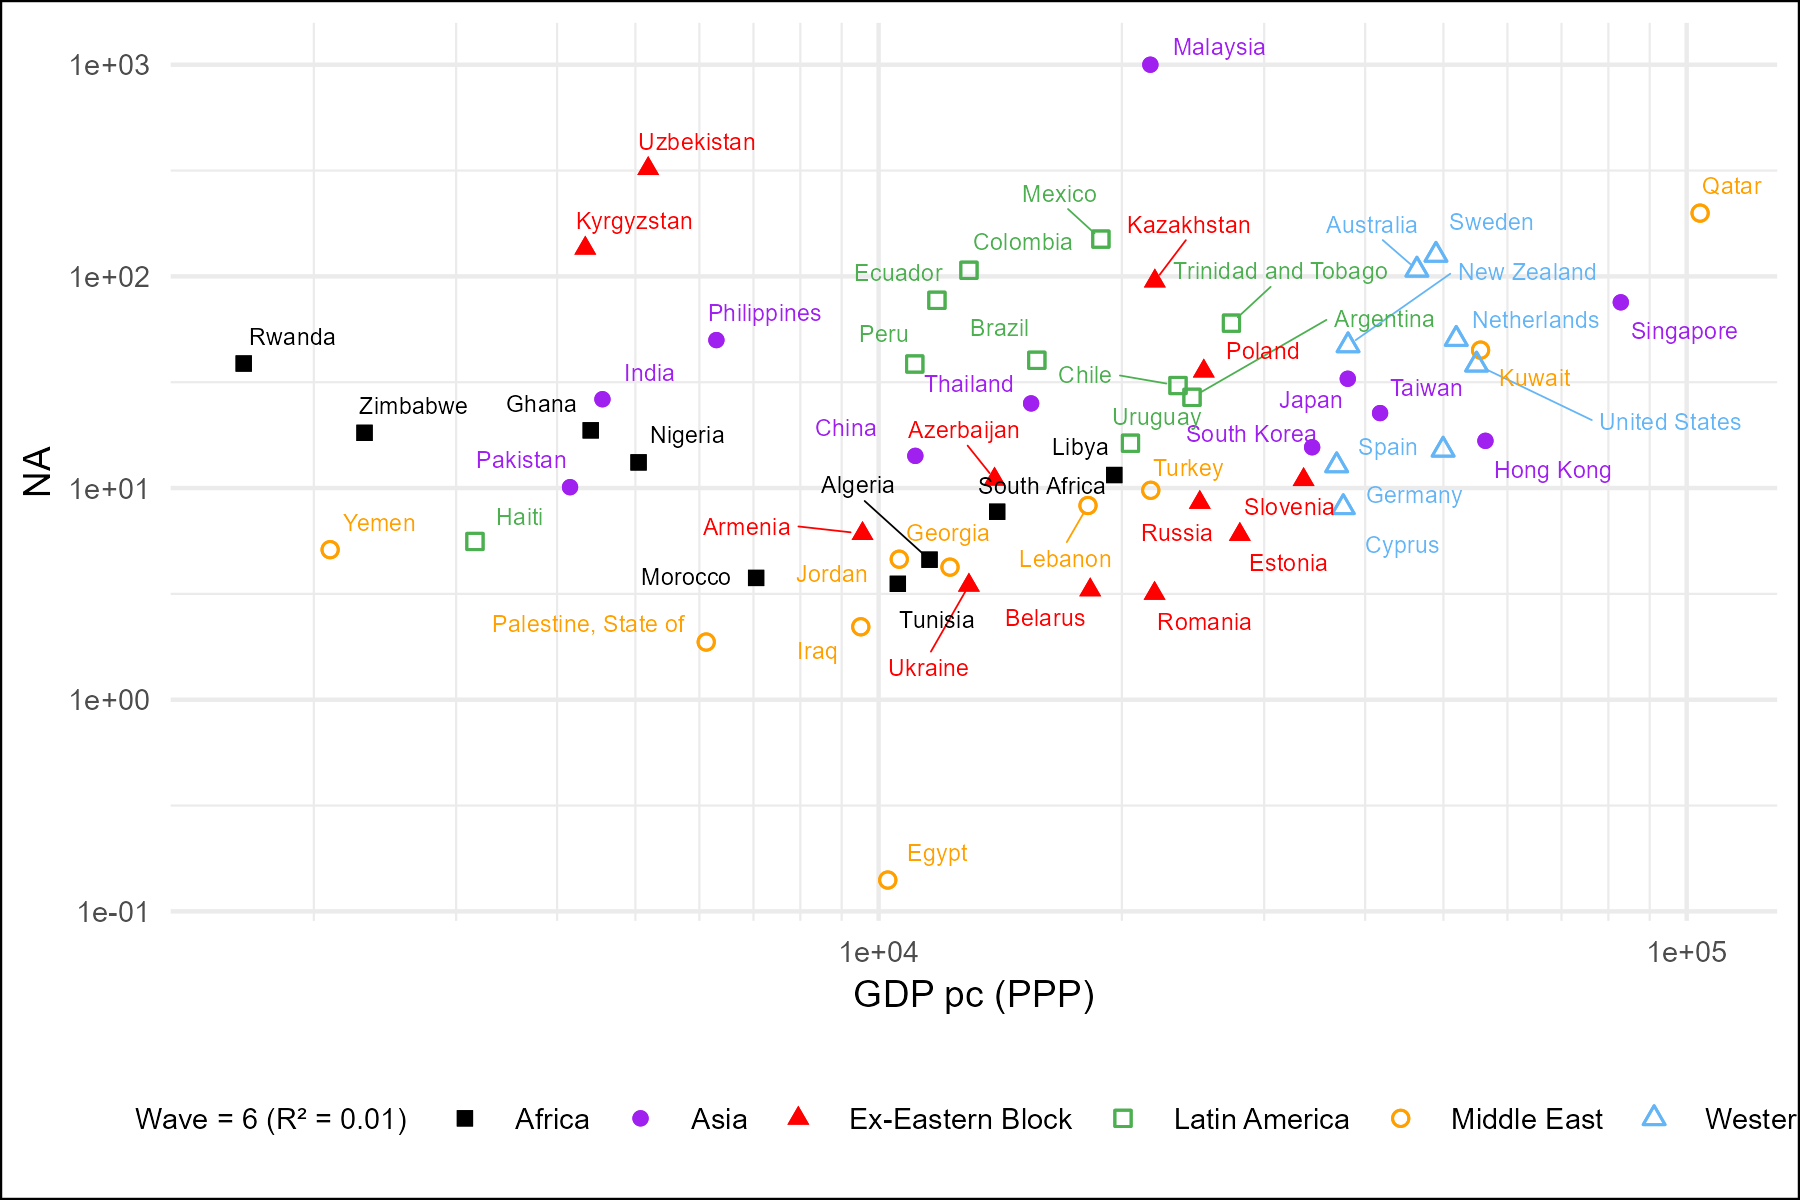 Malaysia
1e+03
Uzbekistan
Qatar
Mexico
Kyrgyzstan
Kazakhstan
Australia
Sweden
Colombia
Ecuador
Trinidad and Tobago
New Zealand
1e+02
Philippines
Argentina
Netherlands
Singapore
Rwanda
Peru
Brazil
Poland
India
Chile
Kuwait
Thailand
Taiwan
Japan
Zimbabwe
Ghana
Uruguay
United States
China
Azerbaijan
South Korea
Nigeria
Libya
Spain
Pakistan
Turkey
Hong Kong
NA
1e+01
Algeria
South Africa
Germany
Slovenia
Haiti
Yemen
Armenia
Georgia
Russia
Cyprus
Lebanon
Estonia
Jordan
Morocco
Tunisia
Belarus
Romania
Palestine, State of
Iraq
Ukraine
1e+00
Egypt
1e-01
1e+04
1e+05
GDP pc (PPP)
Wave = 6 (R² = 0.01) Africa Asia Ex-Eastern Block Latin America Middle East Wester